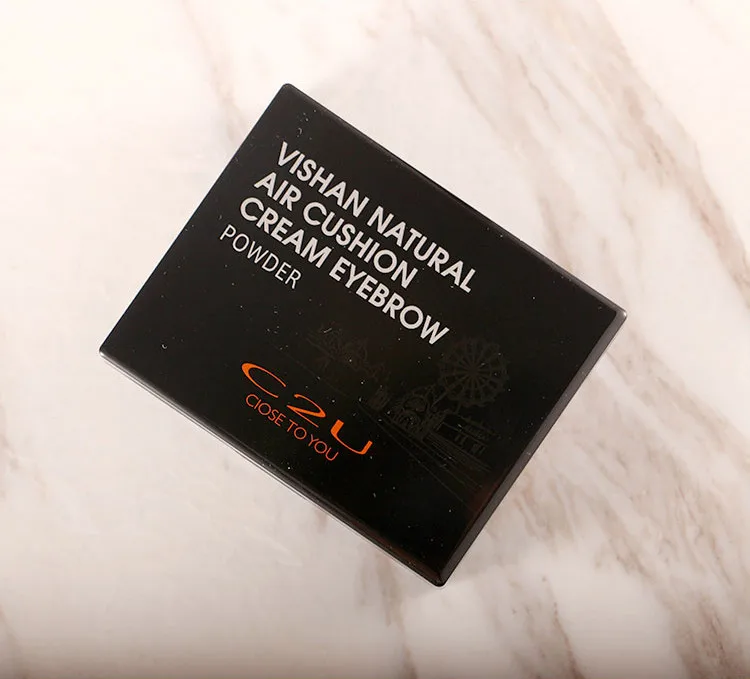 VISHAN NATURAL
AIR CUSHION
CREAM EYEBROW
POWDER
C2U
ClOSE TO YOU